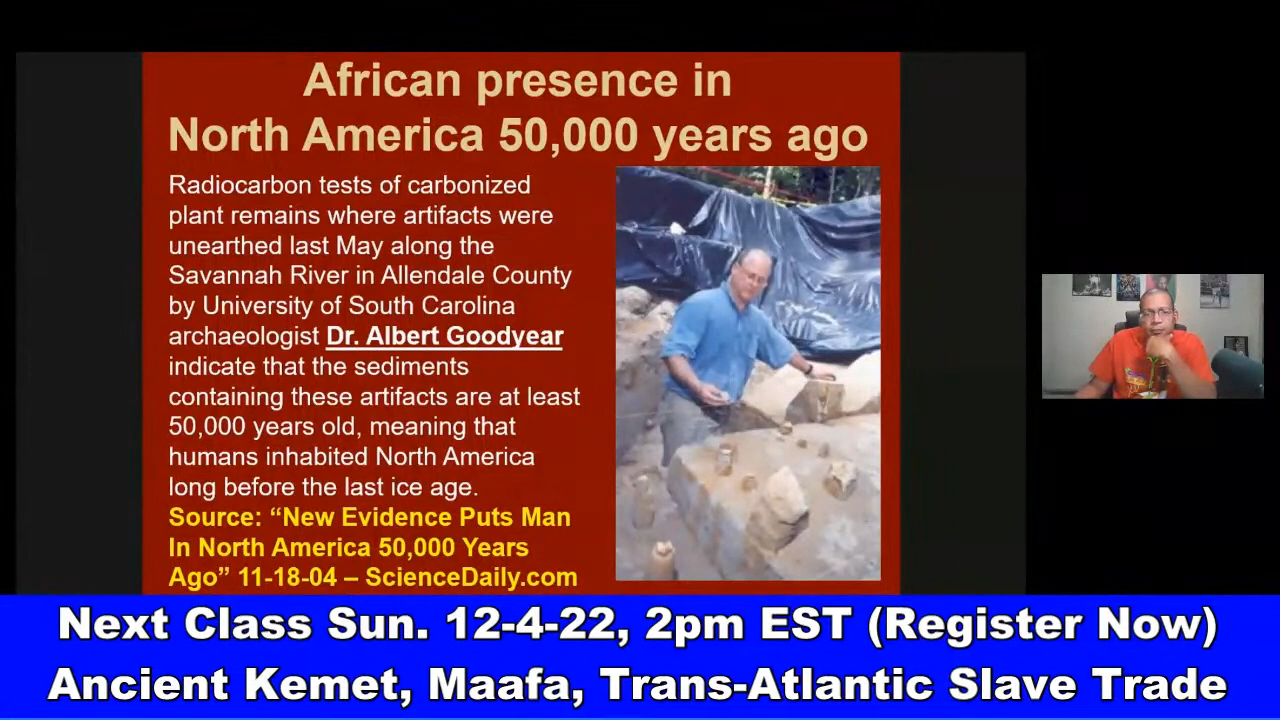 African presence in
North America 50,000 years ago
Radiocarbon tests of carbonized
plant remains where artifacts were
unearthed last May along the
Savannah River in Allendale County
by University of South Carolina
archaeologist Dr. Albert Goodyear
indicate that the sediments
containing these artifacts are at least
50,000 years old, meaning that
humans inhabited North America
long before the last ice age.
Source: “New Evidence Puts Man
In North America 50,000 Years
Ago” 11-18-04 – ScienceDaily.com
Next Class Sun. 12-4-22, 2pm EST (Register Now)
Ancient Kemet, Maafa, Trans-Atlantic Slave Trade